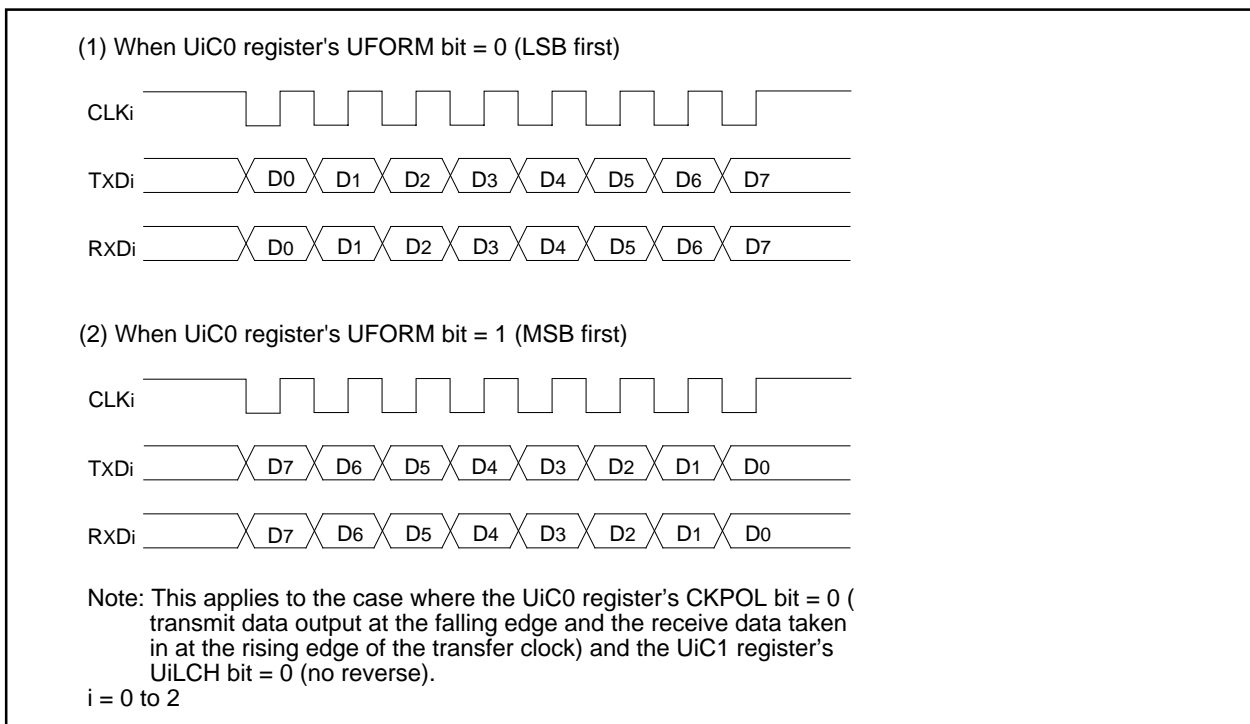 (1) When UiC0 register's UFORM bit = 0 (LSB first)
CLKi
TXDi D0 D1 D2 D3 D4 D5 D6 D7
RXDi D0 D1 D2 D3 D4 D5 D6 D7
(2) When UiC0 register's UFORM bit = 1 (MSB first)
CLKi
TXDi D7 D6 D5 D4 D3 D2 D1 D0
RXDi D7 D6 D5 D4 D3 D2 D1 D0
Note: This applies to the case where the UiC0 register’s CKPOL bit = 0 (
transmit data output at the falling edge and the receive data taken
in at the rising edge of the transfer clock) and the UiC1 register’s
UiLCH bit = 0 (no reverse).
i = 0 to 2